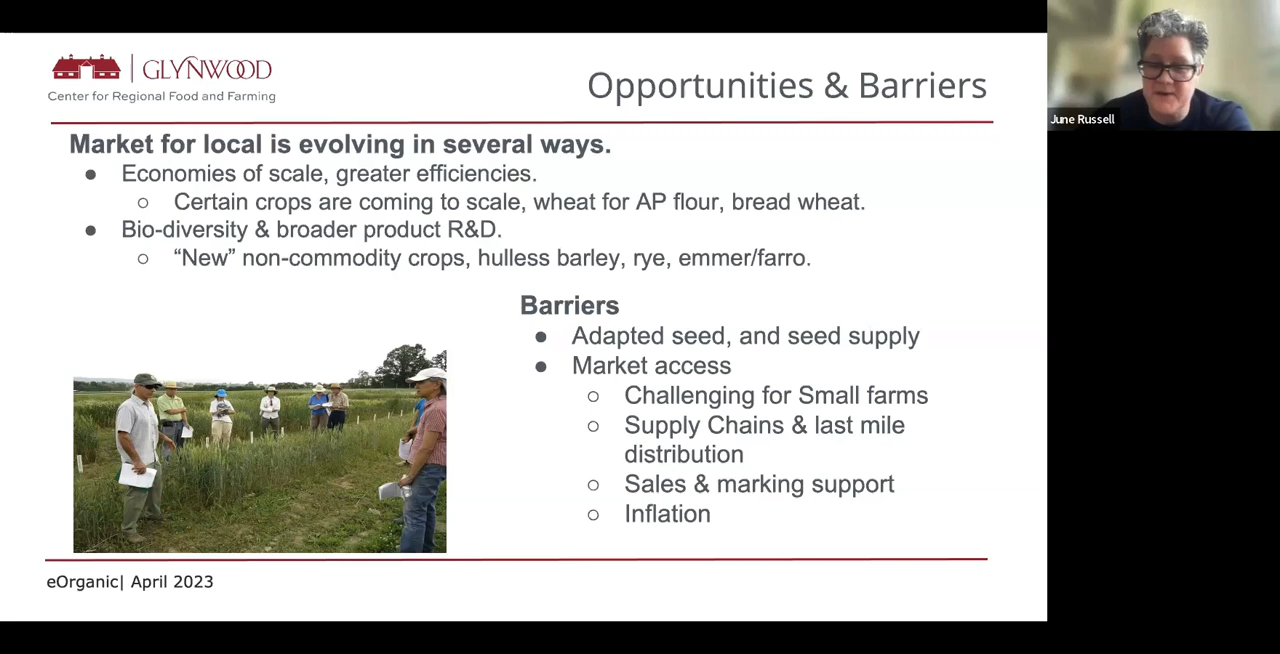 GLYNWOOD
Center for Regional Food and Farming
Opportunities & Barriers
Market for local is evolving in several ways.
● Economies of scale, greater efficiencies.
○ Certain crops are coming to scale, wheat for AP flour, bread wheat.
● Bio-diversity & broader product R&D.
○ “New” non-commodity crops, hulless barley, rye, emmer/farro.
Barriers
● Adapted seed, and seed supply
● Market access
○ Challenging for Small farms
○ Supply Chains & last mile
distribution
○ Sales & marking support
○ Inflation
eOrganic| April 2023
June Russell